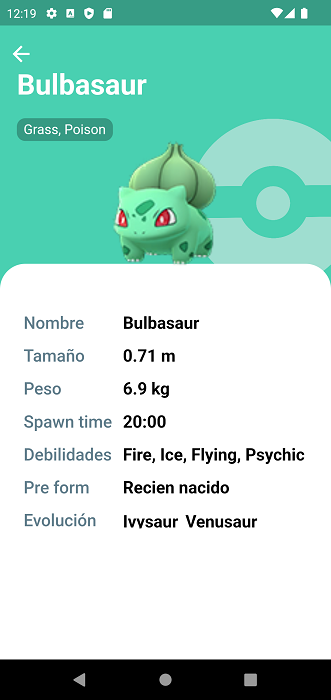 12:19
Bulbasaur
Grass, Poison
Nombre Bulbasaur
Tamaño 0.71 m
Peso 6.9 kg
Spawn time 20:00
Debilidades Fire, Ice, Flying, Psychic
Pre form Recien nacido
Evolución Ivysaur Venusaur